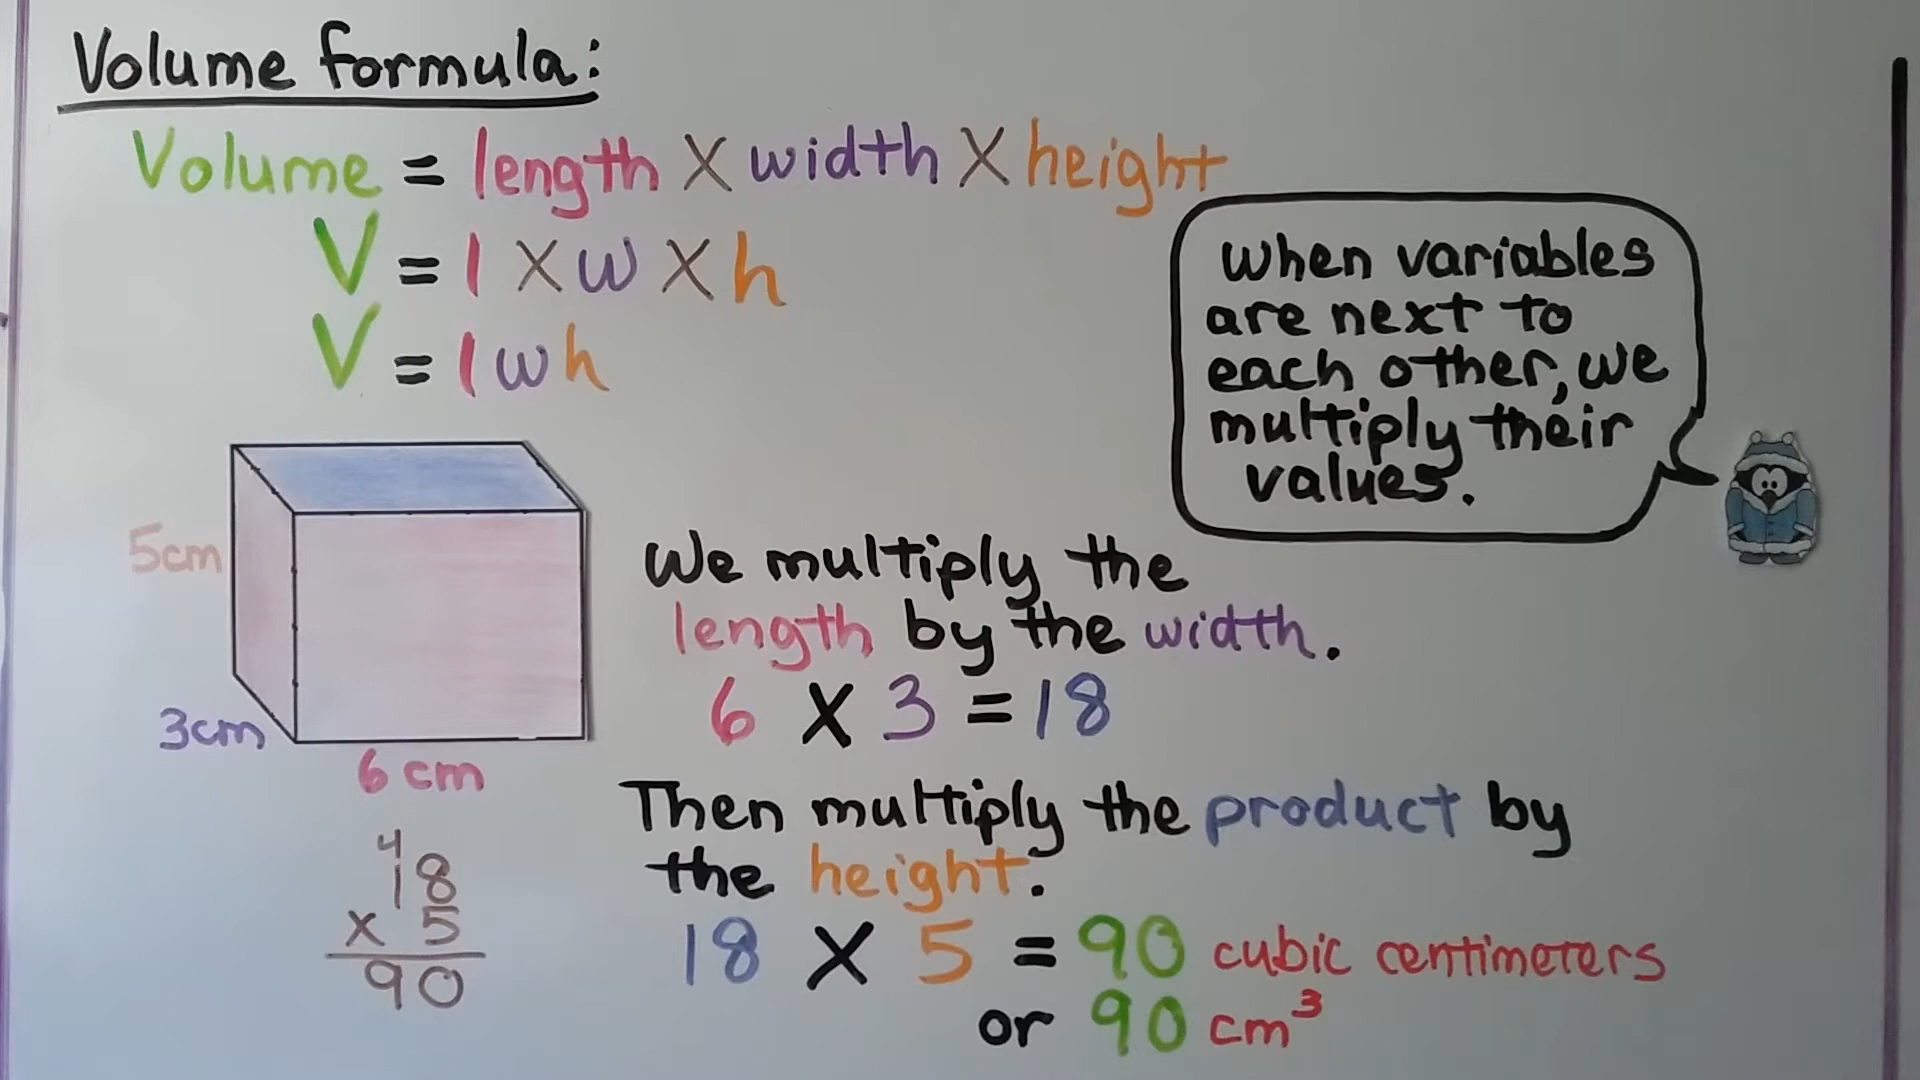 Volume formula:
Volume = length X width X height
V = l X w X h
V = l w h
When variables
are next to
each other, we
multiply their
values.
5cm
3cm
6 cm
We multiply the
length by the width.
6 X 3 = 18
Then multiply the product by
the height.
18 X 5 = 90 cubic centimeters
or 90 cm³
4
18
x 5
90